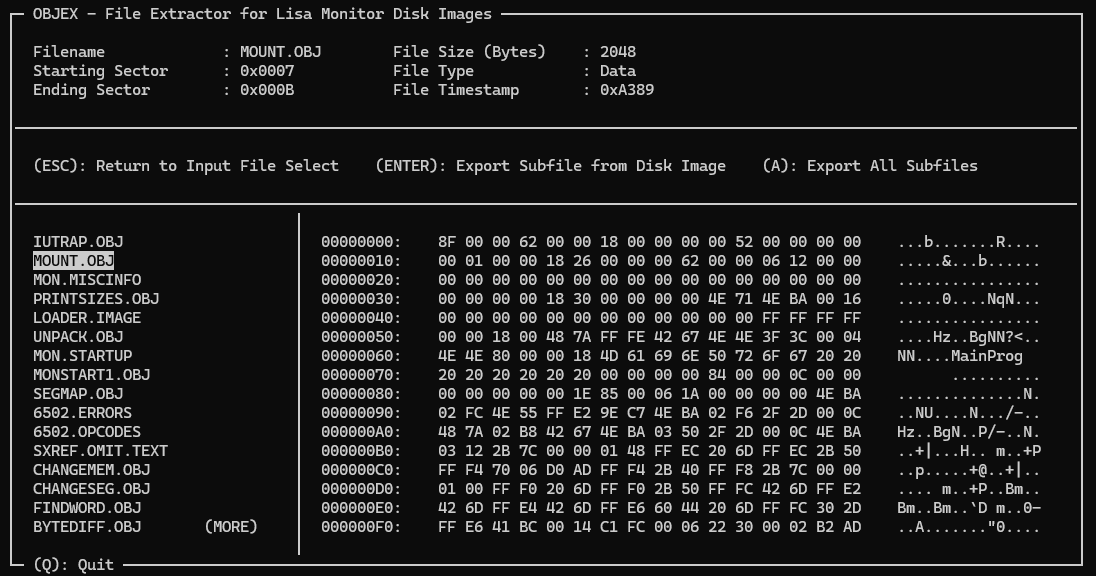 OBJEX - File Extractor for Lisa Monitor Disk Images
Filename : MOUNT.OBJ File Size (Bytes) : 2048
Starting Sector : 0x0007 File Type : Data
Ending Sector : 0x000B File Timestamp : 0xA389
(ESC): Return to Input File Select (ENTER): Export Subfile from Disk Image (A): Export All Subfiles
IUTRAP.OBJ 00000000: 8F 00 00 62 00 00 18 00 00 00 00 52 00 00 00 00 ...b.......R....
MOUNT.OBJ 00000010: 00 01 00 00 18 26 00 00 00 62 00 00 06 12 00 00 .....&...b......
MON.MISCINFO 00000020: 00 00 00 00 00 00 00 00 00 00 00 00 00 00 00 00 ................
PRINTSIZES.OBJ 00000030: 00 00 00 00 18 30 00 00 00 00 4E 71 4E BA 00 16 .....0....NqN...
LOADER.IMAGE 00000040: 00 00 00 00 00 00 00 00 00 00 00 00 FF FF FF FF ................
UNPACK.OBJ 00000050: 00 00 18 00 48 7A FF FE 42 67 4E 4E 3F 3C 00 04 ....Hz..BgNN?<..
MON.STARTUP 00000060: 4E 4E 80 00 00 18 4D 61 69 6E 50 72 6F 67 20 20 NN....MainProg
MONSTART1.OBJ 00000070: 20 20 20 20 20 20 00 00 00 00 84 00 00 0C 00 00 ..........
SEGMAP.OBJ 00000080: 00 00 00 00 00 1E 85 00 06 1A 00 00 00 00 4E BA ..............N.
6502.ERRORS 00000090: 02 FC 4E 55 FF E2 9E C7 4E BA 02 F6 2F 2D 00 0C ..NU....N.../-..
6502.OPCODES 000000A0: 48 7A 02 B8 42 67 4E BA 03 50 2F 2D 00 0C 4E BA Hz..BgN..P/-..N.
SXREF.OMIT.TEXT 000000B0: 03 12 2B 7C 00 00 01 48 FF EC 20 6D FF EC 2B 50 ..+|...H.. m..+P
CHANGEMEM.OBJ 000000C0: FF F4 70 06 D0 AD FF F4 2B 40 FF F8 2B 7C 00 00 ..p.....+@..+|..
CHANGESEG.OBJ 000000D0: 01 00 FF F0 20 6D FF F0 2B 50 FF FC 42 6D FF E2 .... m..+P..Bm..
FINDWORD.OBJ 000000E0: 42 6D FF E4 42 6D FF E6 60 44 20 6D FF FC 30 2D Bm..Bm..`D m..0-
BYTEDIFF.OBJ (MORE) 000000F0: FF E6 41 BC 00 14 C1 FC 00 06 22 30 00 02 B2 AD ..A......."0....
(Q): Quit